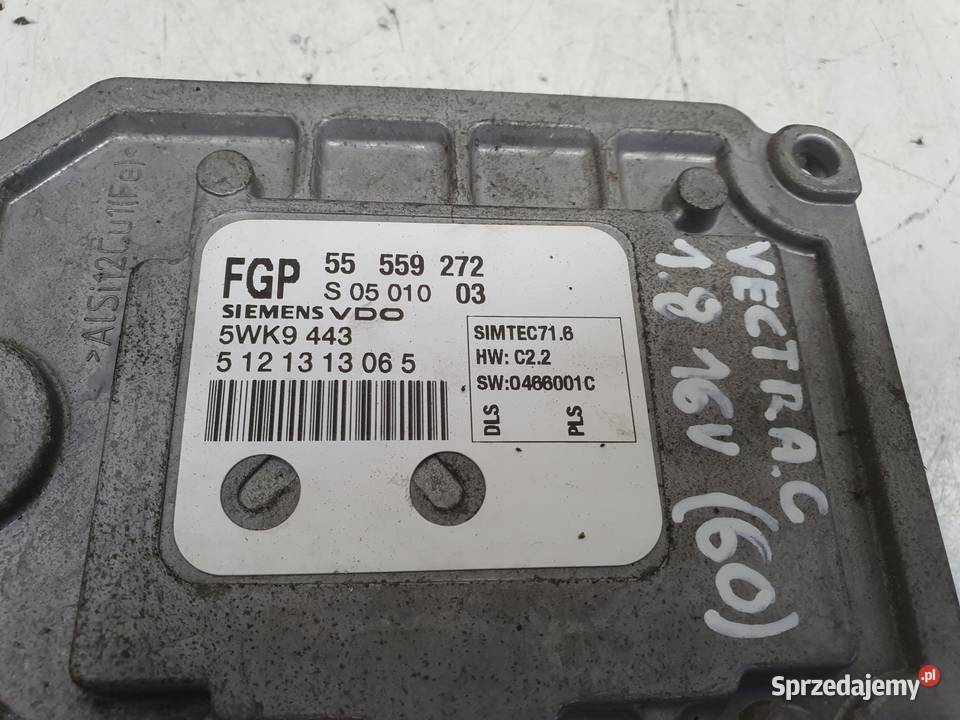 >AlSi12Cu1(Fe)<
FGP 55 559 272
S 05 010 03
SIEMENS VDO
5WK9 443
5 12 13 13 06 5
SIMTEC71.6
HW: C2.2
SW:0466001C
DLS PLS
VECTRA.C
1.8 16V (60)
Sprzedajemy.pl